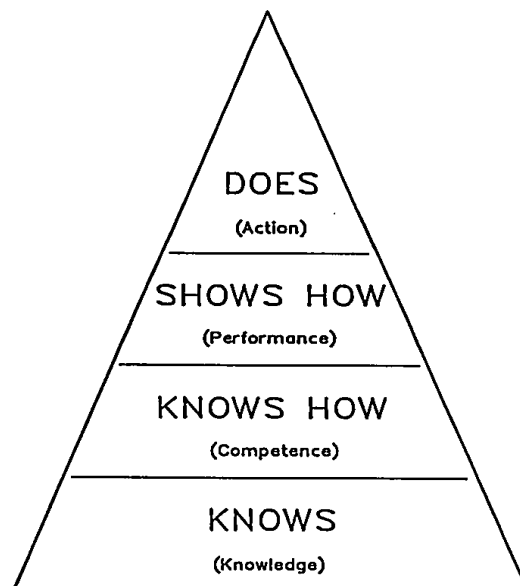 DOES
(Action)
SHOWS HOW
(Performance)
KNOWS HOW
(Competence)
KNOWS
(Knowledge)